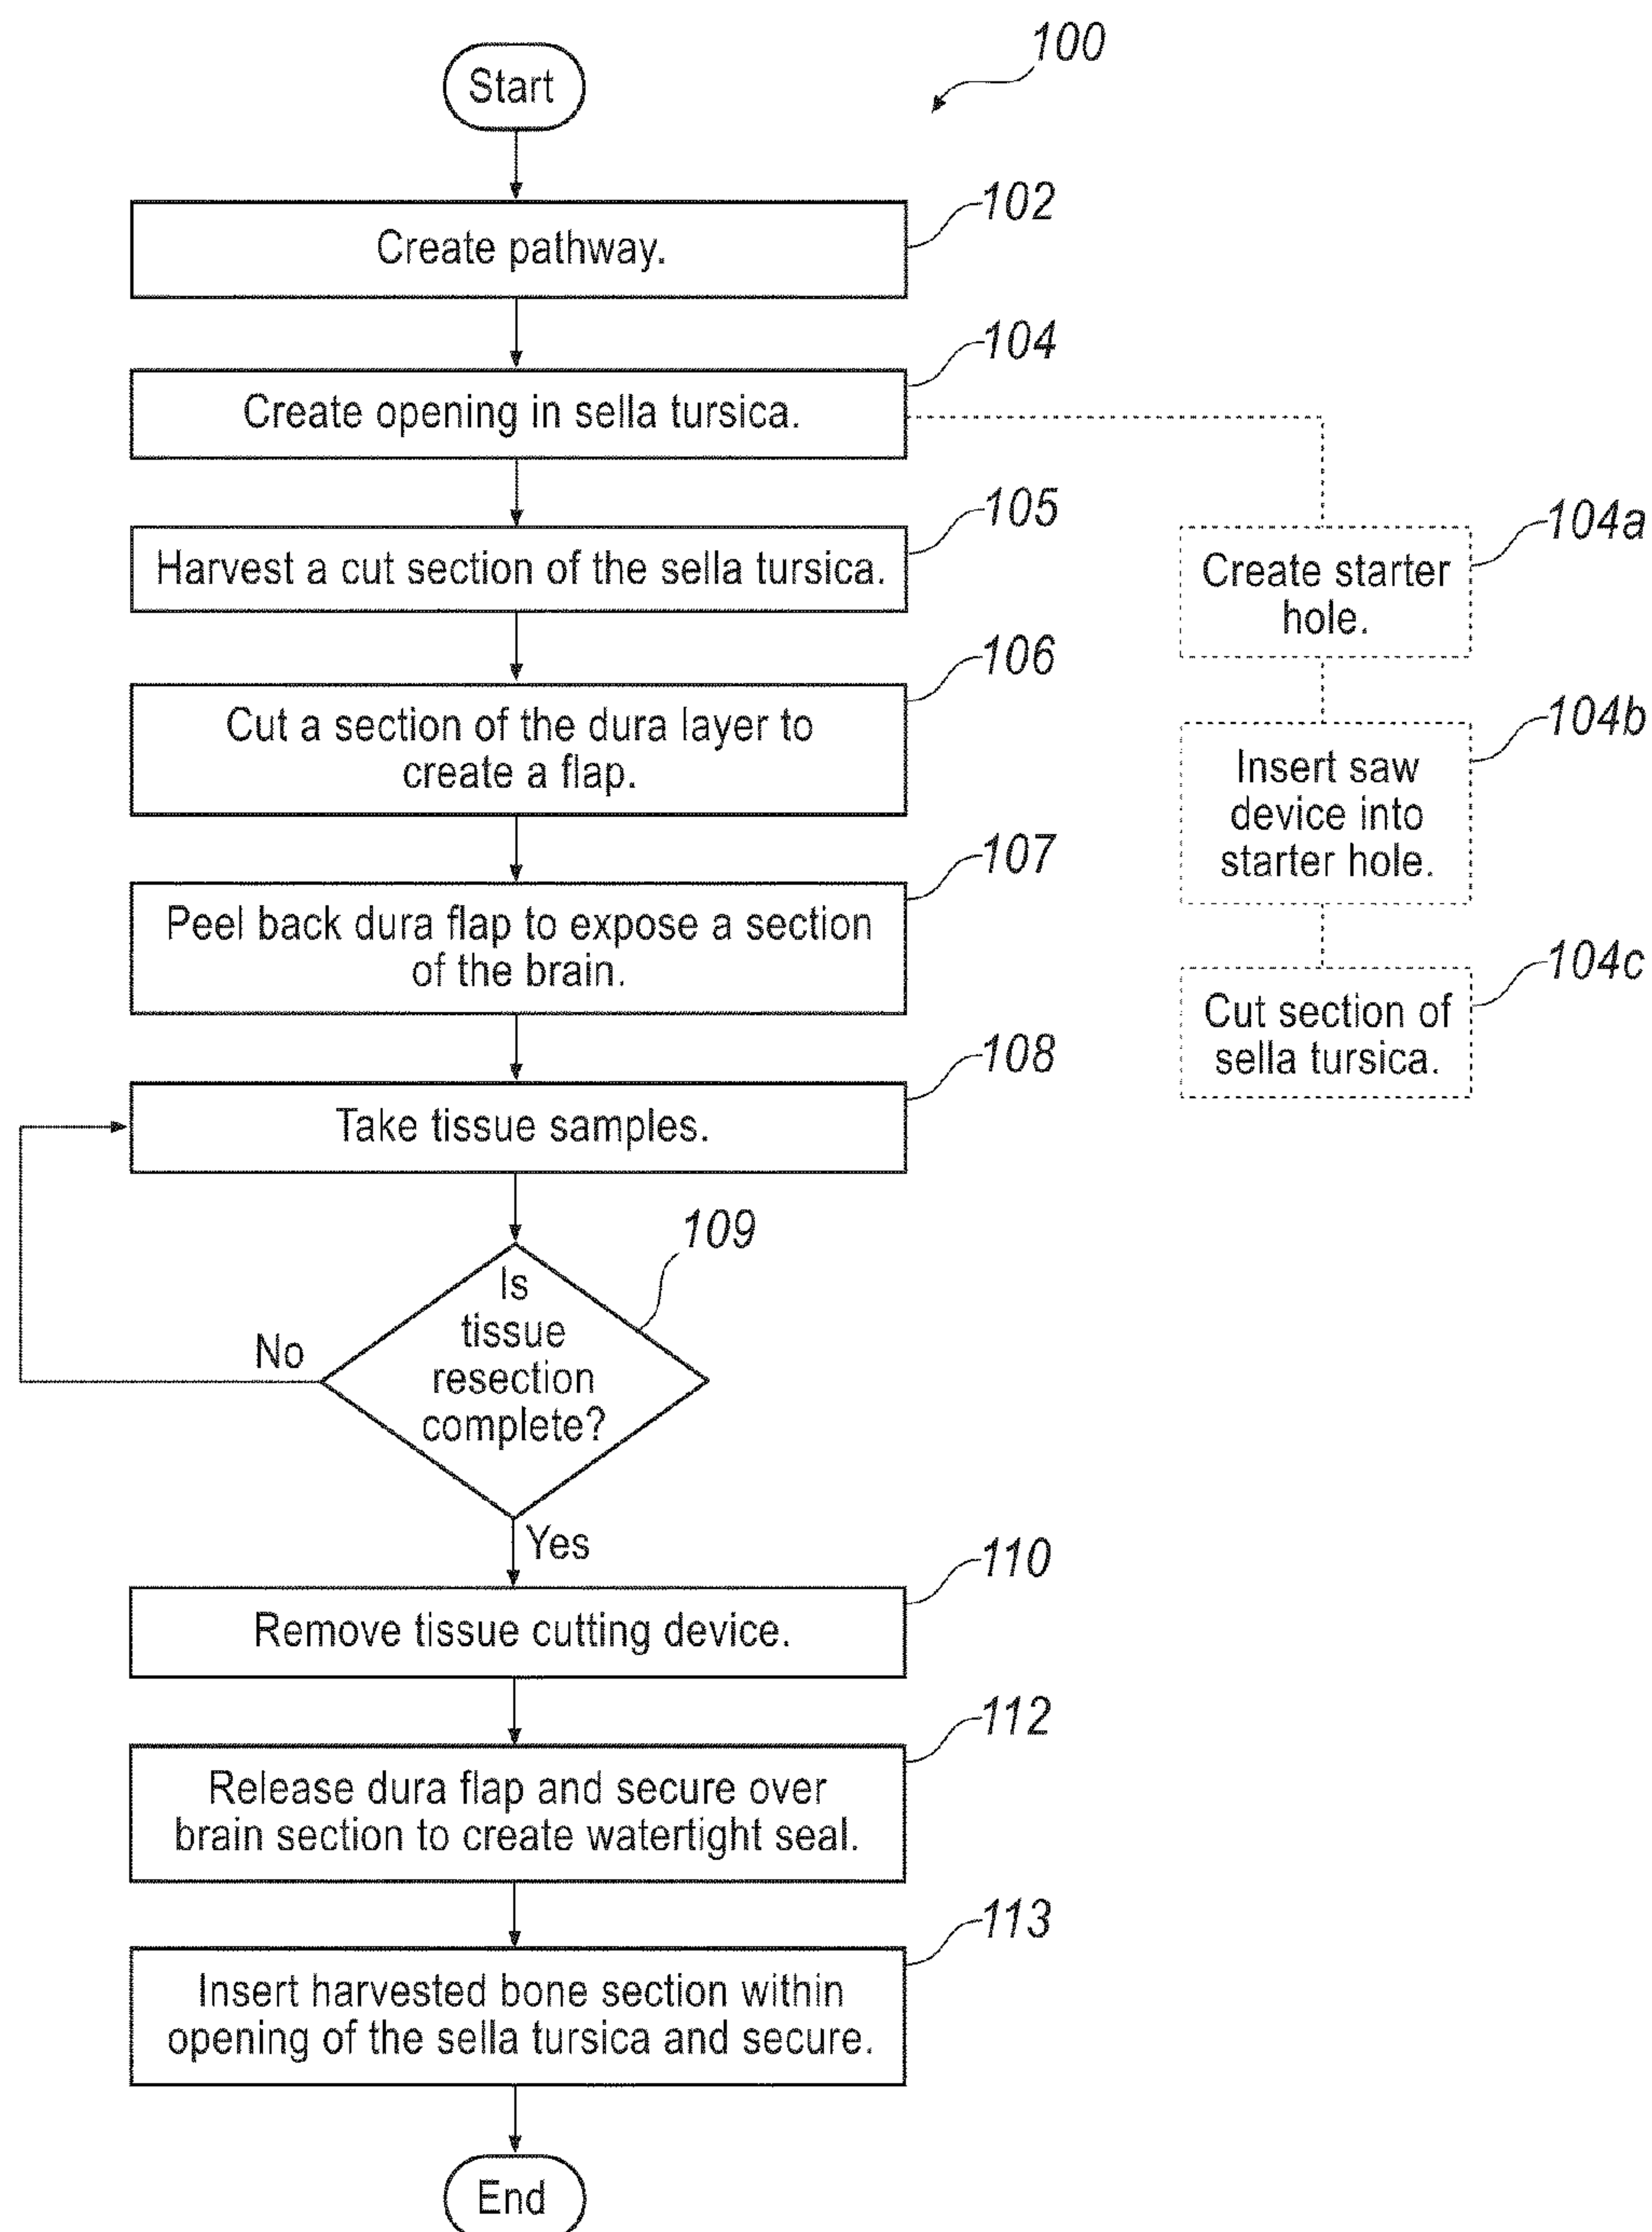 100
Start
102
Create pathway.
104
Create opening in sella tursica.
105
Harvest a cut section of the sella tursica.
104a
Create starter
hole.
106
Cut a section of the dura layer to
create a flap.
104b
Insert saw
device into
starter hole.
107
Peel back dura flap to expose a section
of the brain.
104c
Cut section of
sella tursica.
108
Take tissue samples.
109
Is
tissue
resection
complete?
No
Yes
110
Remove tissue cutting device.
112
Release dura flap and secure over
brain section to create watertight seal.
113
Insert harvested bone section within
opening of the sella tursica and secure.
End